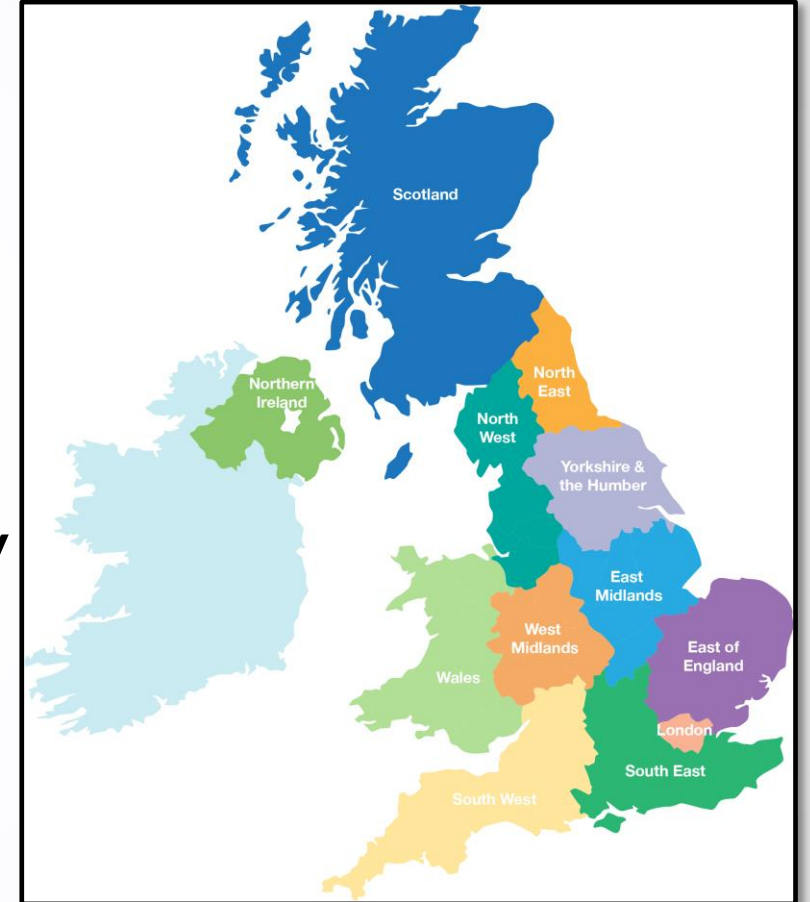 Scotland
Northern
Ireland
North
East
North
West
Yorkshire &
the Humber
East
Midlands
West
Midlands
East of
England
Wales
London
South East
South West